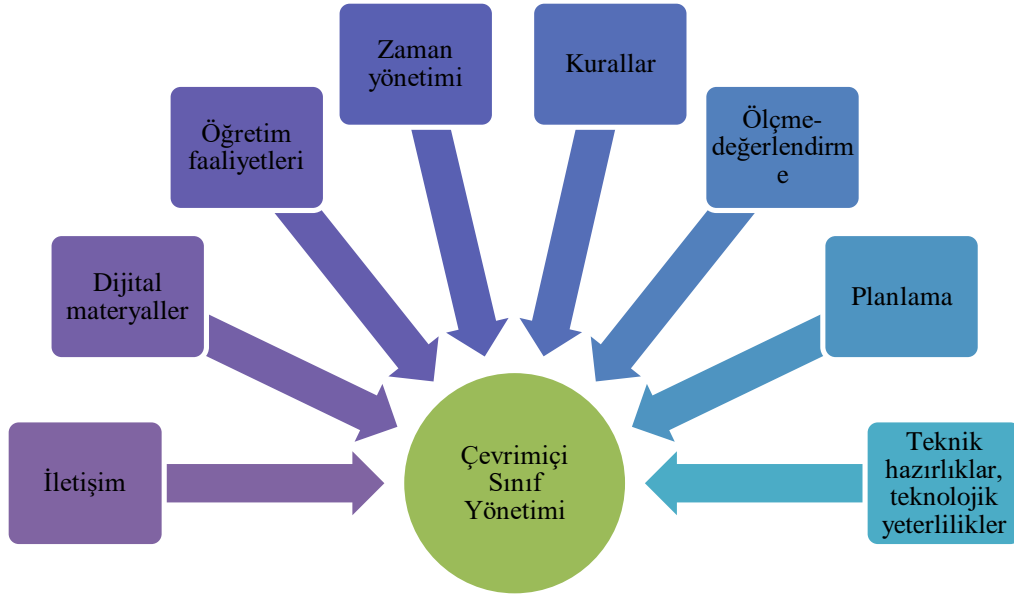 Zaman
yönetimi
Kurallar
Öğretim
faaliyetleri
Ölçme-
değerlendirm
e
Dijital
materyaller
Planlama
İletişim
Çevrimiçi
Sınıf
Yönetimi
Teknik
hazırlıklar,
teknolojik
yeterlilikler